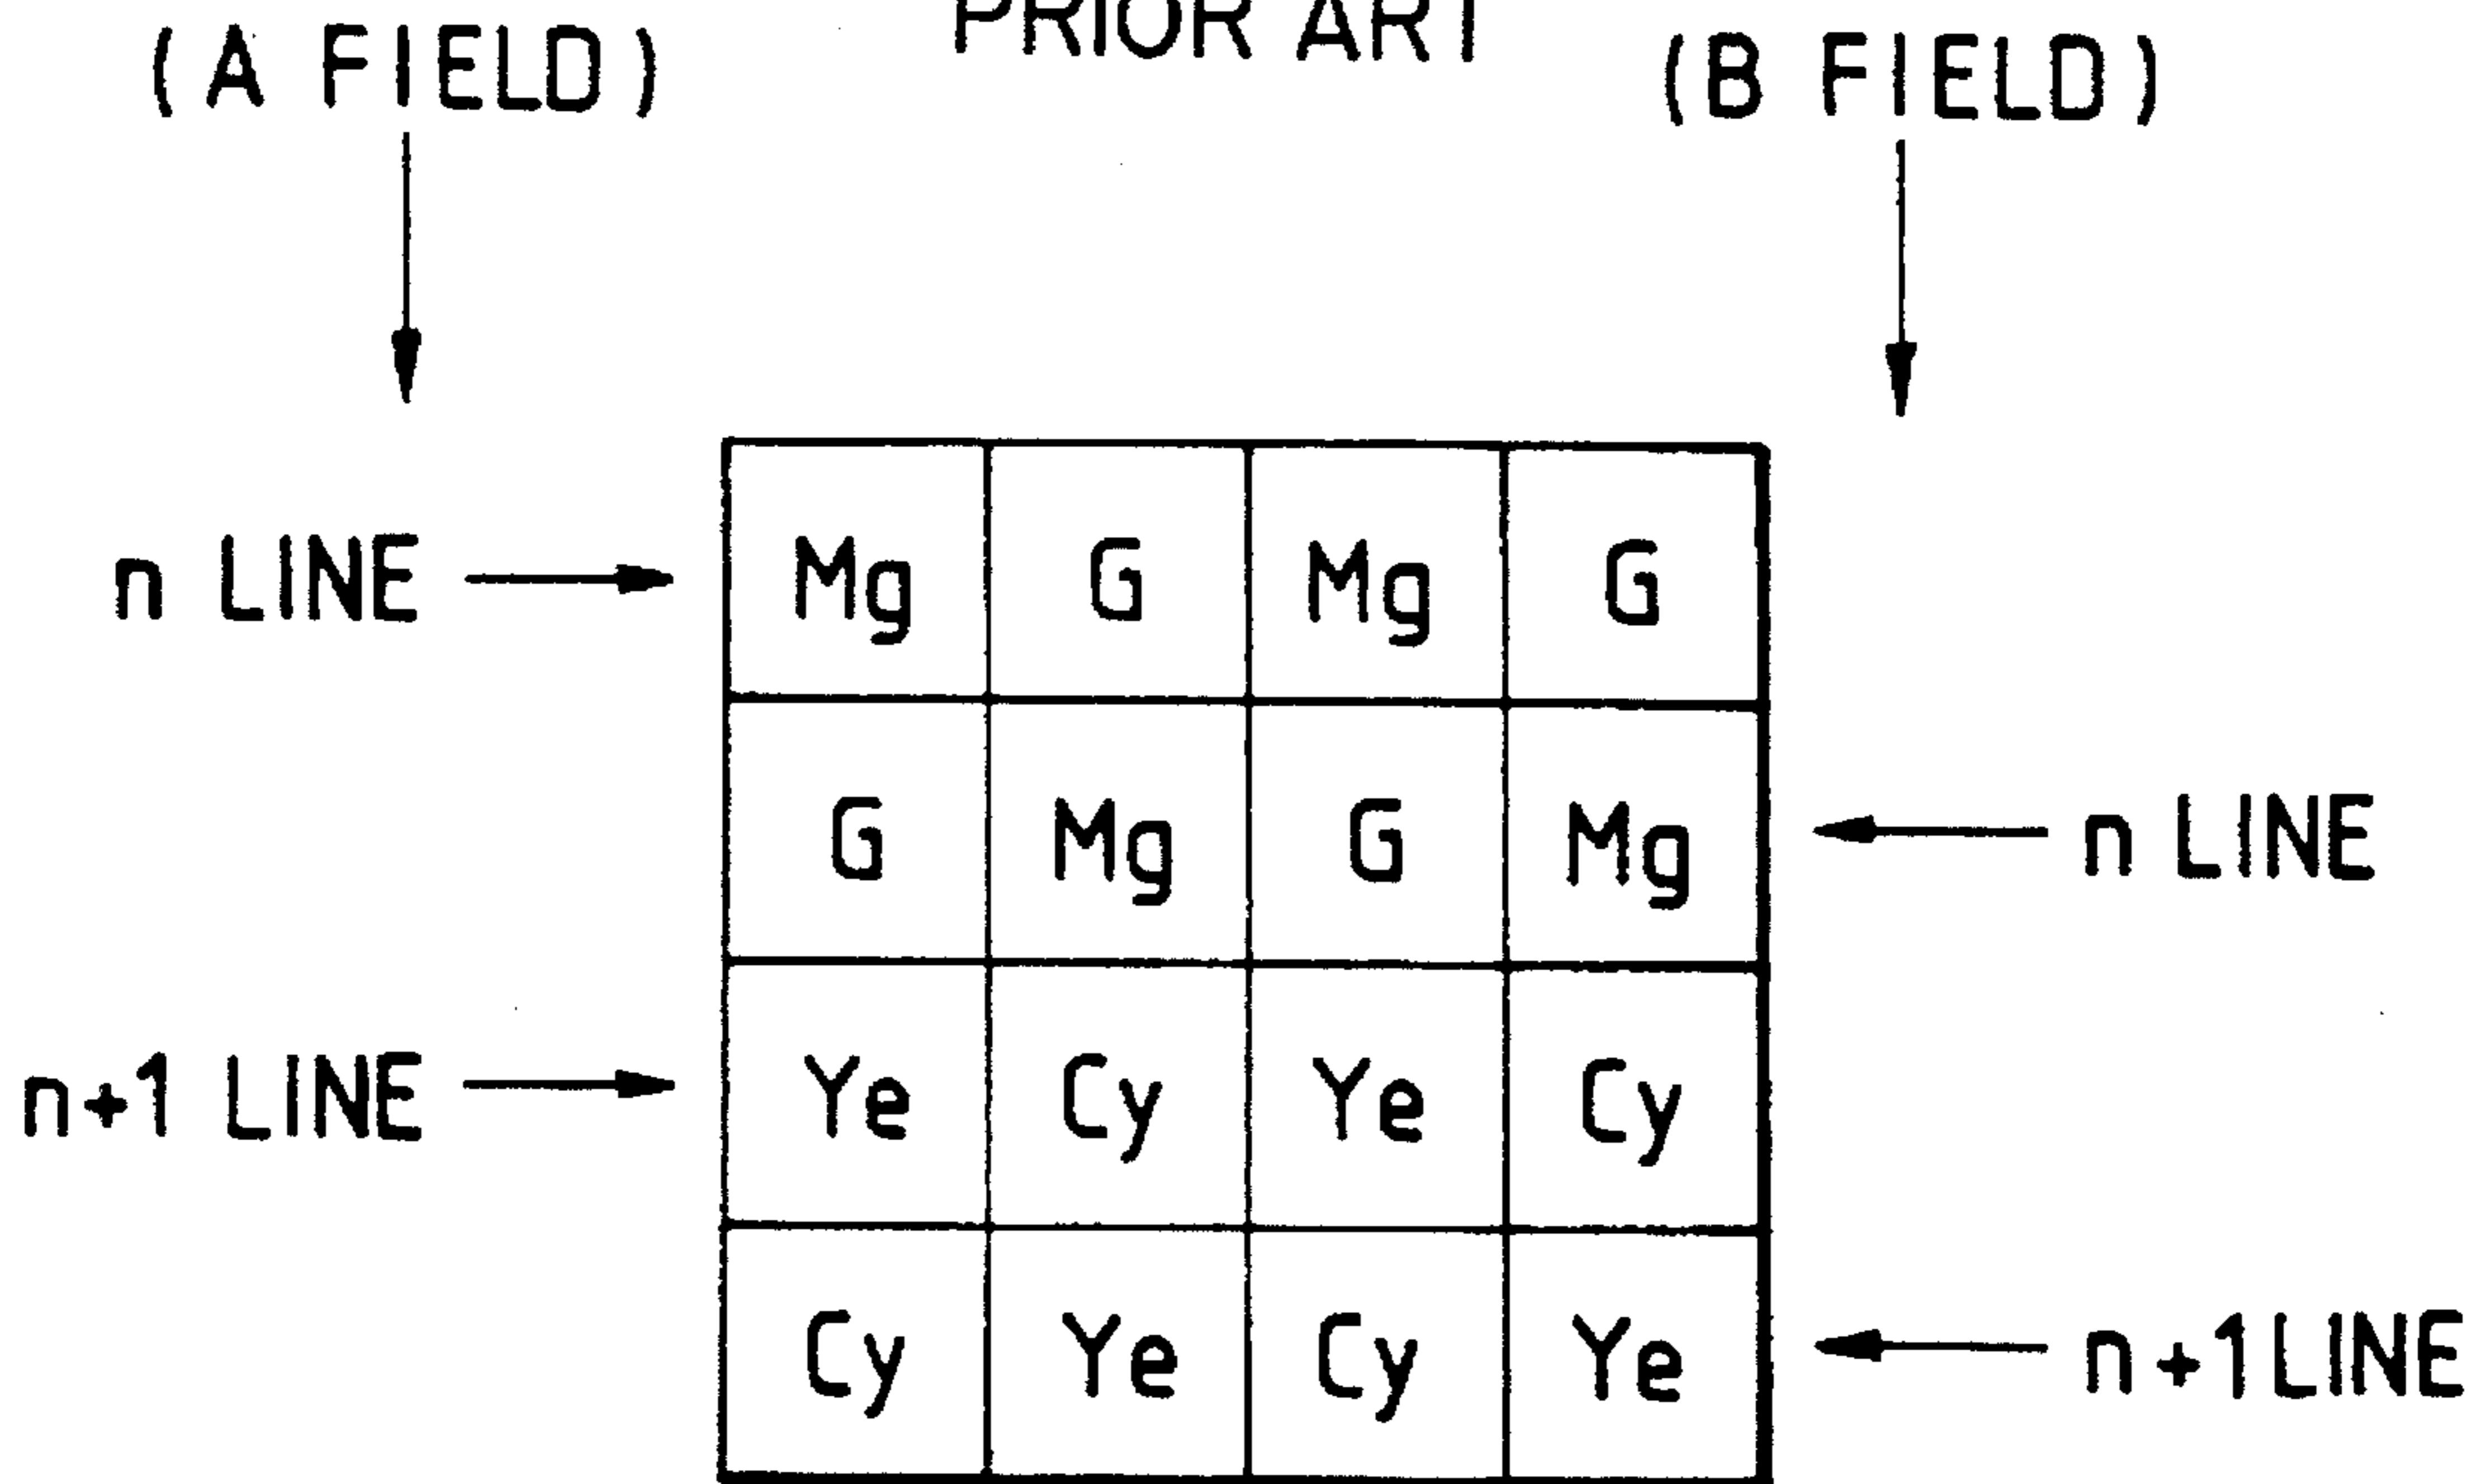 PRIOR ART
(A FIELD) (B FIELD)
n LINE Mg G Mg G
G Mg G Mg n LINE
n+1 LINE Ye Cy Ye Cy
Cy Ye Cy Ye n+1 LINE